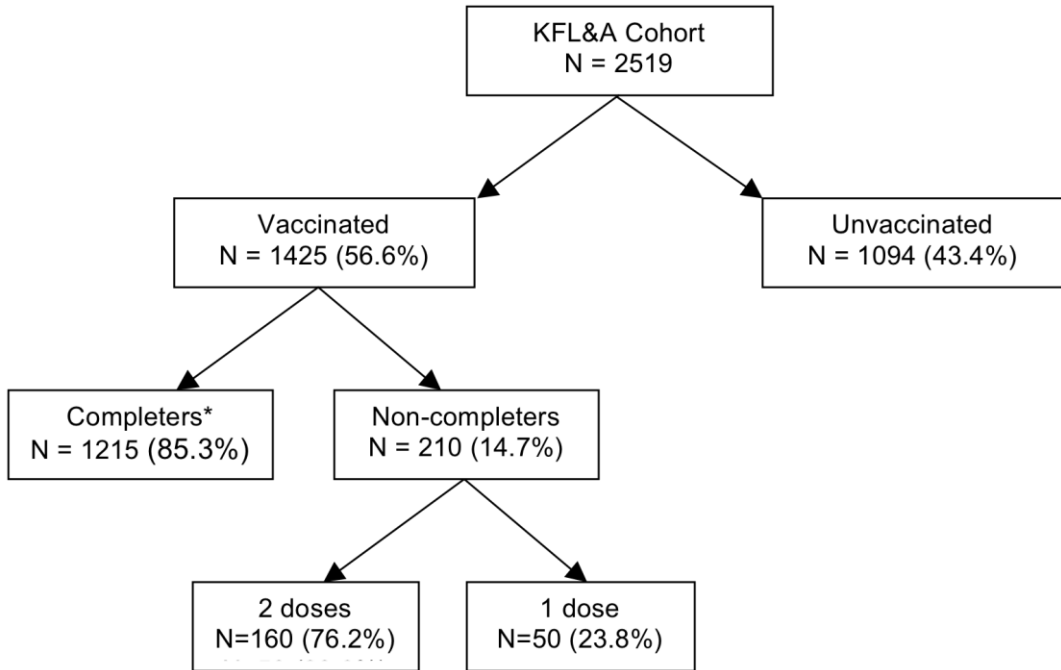 KFL&A Cohort
N = 2519
Vaccinated
N = 1425 (56.6%)
Unvaccinated
N = 1094 (43.4%)
Completers*
N = 1215 (85.3%)
Non-completers
N = 210 (14.7%)
2 doses
N=160 (76.2%)
1 dose
N=50 (23.8%)